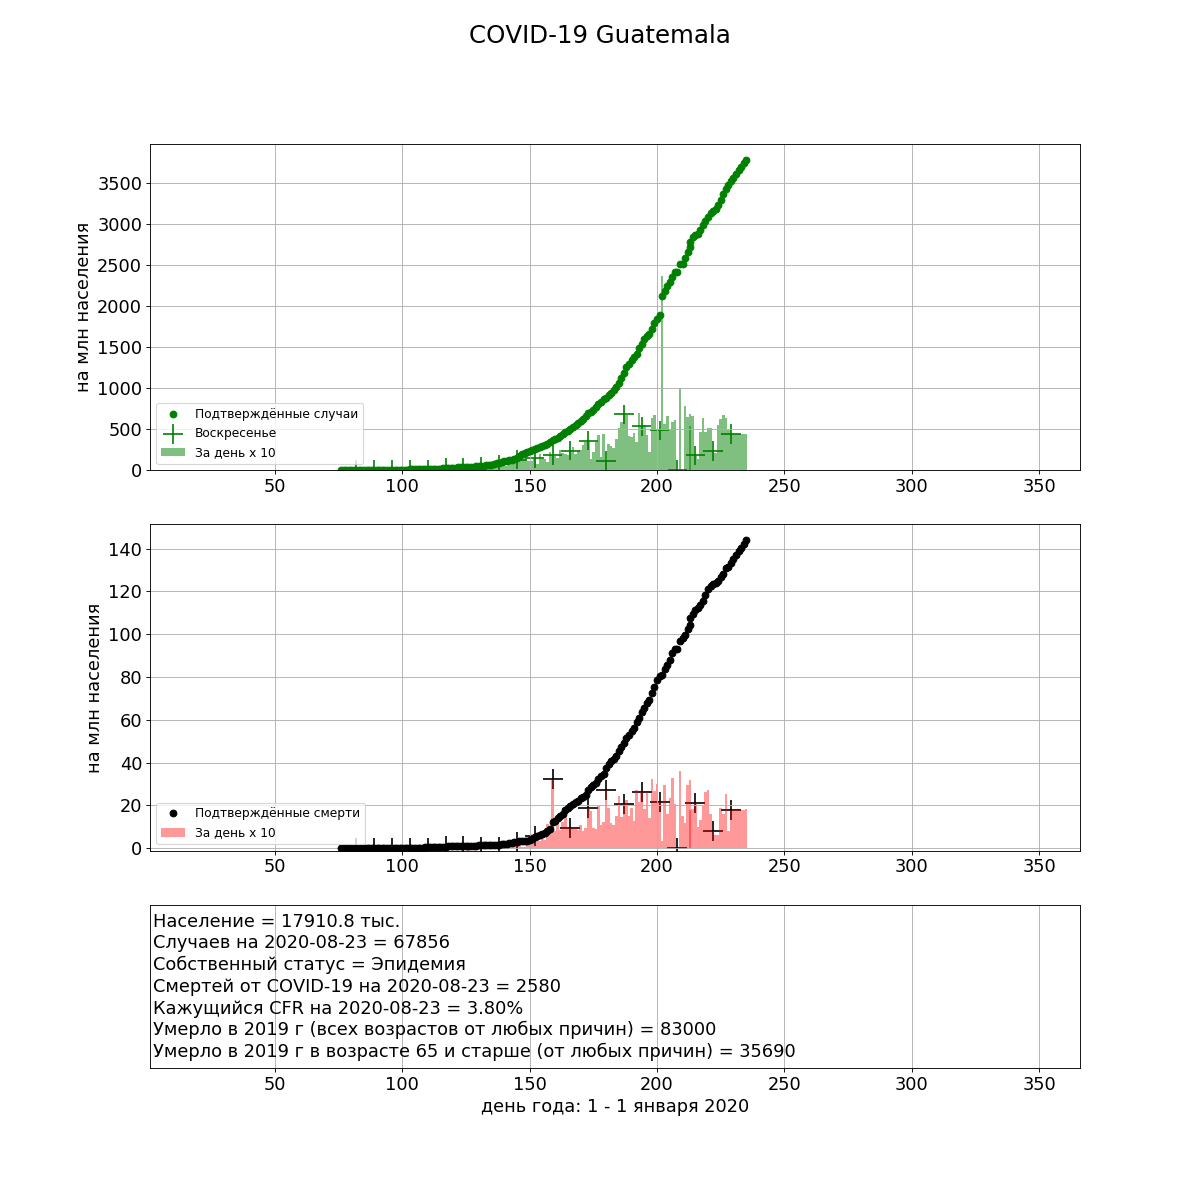 COVID-19 Guatemala
на млн населения
3500
3000
2500
2000
1500
1000
500
0
Подтверждённые случаи
Воскресенье
За день x 10
50 100 150 200 250 300 350
на млн населения
140
120
100
80
60
40
20
0
Подтверждённые смерти
За день x 10
50 100 150 200 250 300 350
Население = 17910.8 тыс.
Случаев на 2020-08-23 = 67856
Собственный статус = Эпидемия
Смертей от COVID-19 на 2020-08-23 = 2580
Кажущийся CFR на 2020-08-23 = 3.80%
Умерло в 2019 г (всех возрастов от любых причин) = 83000
Умерло в 2019 г в возрасте 65 и старше (от любых причин) = 35690
50 100 150 200 250 300 350
день года: 1 - 1 января 2020